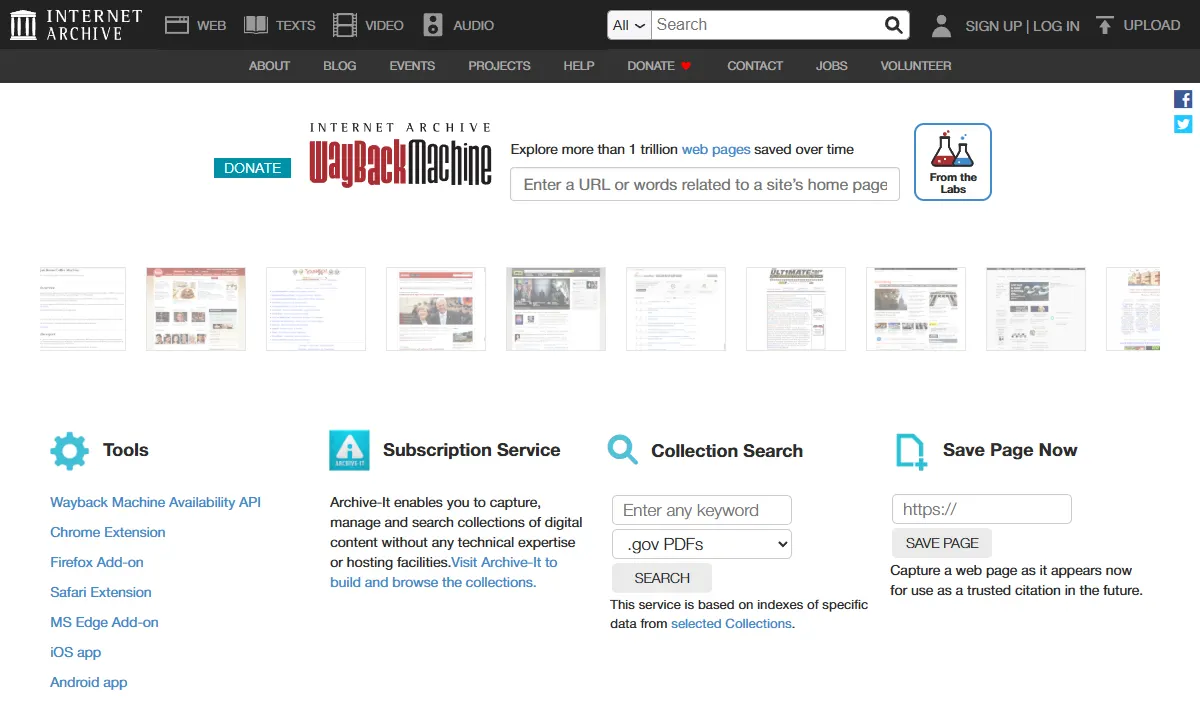 INTERNET ARCHIVE
WEB TEXTS VIDEO AUDIO
All Search
SIGN UP | LOG IN UPLOAD
ABOUT BLOG EVENTS PROJECTS HELP DONATE CONTACT JOBS VOLUNTEER
INTERNET ARCHIVE
WayBackMachine
DONATE
Explore more than 1 trillion web pages saved over time
Enter a URL or words related to a site's home page
From the
Labs
ULTIMATE
Tools
Wayback Machine Availability API
Chrome Extension
Firefox Add-on
Safari Extension
MS Edge Add-on
iOS app
Android app
ARCHIVE-IT
Subscription Service
Archive-It enables you to capture,
manage and search collections of digital
content without any technical expertise
or hosting facilities.Visit Archive-It to
build and browse the collections.
Collection Search
Enter any keyword
.gov PDFs
SEARCH
This service is based on indexes of specific
data from selected Collections.
Save Page Now
https://
SAVE PAGE
Capture a web page as it appears now
for use as a trusted citation in the future.